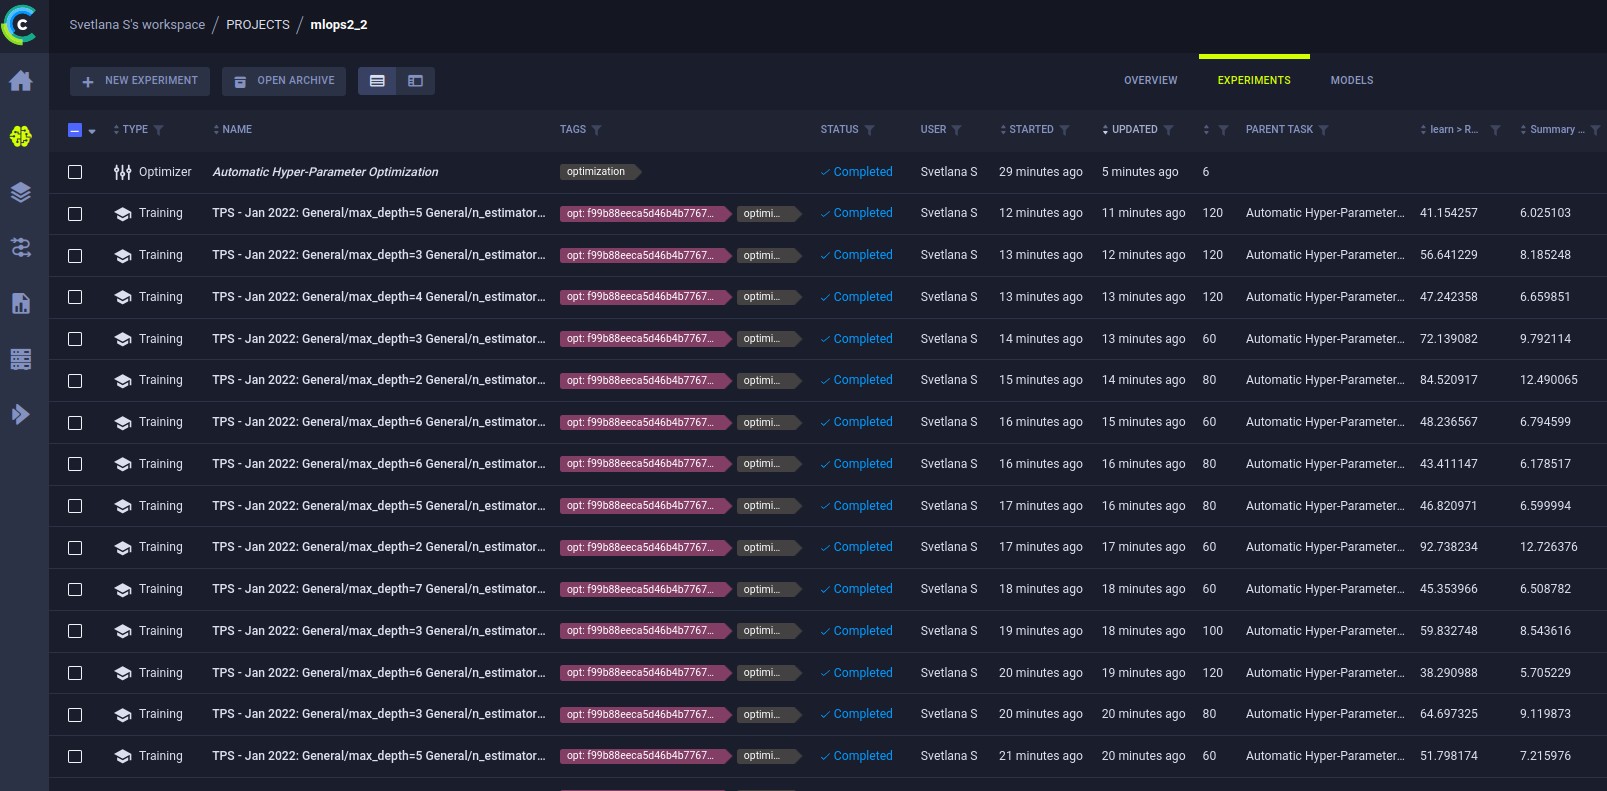 Svetlana S's workspace / PROJECTS / mlops2_2
NEW EXPERIMENT OPEN ARCHIVE OVERVIEW EXPERIMENTS MODELS
TYPE NAME TAGS STATUS USER STARTED UPDATED PARENT TASK learn > R... Summary ...
Optimizer Automatic Hyper-Parameter Optimization optimization Completed Svetlana S 29 minutes ago 5 minutes ago 6
Training TPS - Jan 2022: General/max_depth=5 General/n_estimator... opt: f99b88eeca5d46b4b7767... optimi... Completed Svetlana S 12 minutes ago 11 minutes ago 120 Automatic Hyper-Parameter... 41.154257 6.025103
Training TPS - Jan 2022: General/max_depth=3 General/n_estimator... opt: f99b88eeca5d46b4b7767... optimi... Completed Svetlana S 13 minutes ago 12 minutes ago 120 Automatic Hyper-Parameter... 56.641229 8.185248
Training TPS - Jan 2022: General/max_depth=4 General/n_estimator... opt: f99b88eeca5d46b4b7767... optimi... Completed Svetlana S 13 minutes ago 13 minutes ago 120 Automatic Hyper-Parameter... 47.242358 6.659851
Training TPS - Jan 2022: General/max_depth=3 General/n_estimator... opt: f99b88eeca5d46b4b7767... optimi... Completed Svetlana S 14 minutes ago 13 minutes ago 60 Automatic Hyper-Parameter... 72.139082 9.792114
Training TPS - Jan 2022: General/max_depth=2 General/n_estimator... opt: f99b88eeca5d46b4b7767... optimi... Completed Svetlana S 15 minutes ago 14 minutes ago 80 Automatic Hyper-Parameter... 84.520917 12.490065
Training TPS - Jan 2022: General/max_depth=6 General/n_estimator... opt: f99b88eeca5d46b4b7767... optimi... Completed Svetlana S 16 minutes ago 15 minutes ago 60 Automatic Hyper-Parameter... 48.236567 6.794599
Training TPS - Jan 2022: General/max_depth=6 General/n_estimator... opt: f99b88eeca5d46b4b7767... optimi... Completed Svetlana S 16 minutes ago 16 minutes ago 80 Automatic Hyper-Parameter... 43.411147 6.178517
Training TPS - Jan 2022: General/max_depth=5 General/n_estimator... opt: f99b88eeca5d46b4b7767... optimi... Completed Svetlana S 17 minutes ago 16 minutes ago 80 Automatic Hyper-Parameter... 46.820971 6.599994
Training TPS - Jan 2022: General/max_depth=2 General/n_estimator... opt: f99b88eeca5d46b4b7767... optimi... Completed Svetlana S 17 minutes ago 17 minutes ago 60 Automatic Hyper-Parameter... 92.738234 12.726376
Training TPS - Jan 2022: General/max_depth=7 General/n_estimator... opt: f99b88eeca5d46b4b7767... optimi... Completed Svetlana S 18 minutes ago 18 minutes ago 60 Automatic Hyper-Parameter... 45.353966 6.508782
Training TPS - Jan 2022: General/max_depth=3 General/n_estimator... opt: f99b88eeca5d46b4b7767... optimi... Completed Svetlana S 19 minutes ago 18 minutes ago 100 Automatic Hyper-Parameter... 59.832748 8.543616
Training TPS - Jan 2022: General/max_depth=6 General/n_estimator... opt: f99b88eeca5d46b4b7767... optimi... Completed Svetlana S 20 minutes ago 19 minutes ago 120 Automatic Hyper-Parameter... 38.290988 5.705229
Training TPS - Jan 2022: General/max_depth=3 General/n_estimator... opt: f99b88eeca5d46b4b7767... optimi... Completed Svetlana S 20 minutes ago 20 minutes ago 80 Automatic Hyper-Parameter... 64.697325 9.119873
Training TPS - Jan 2022: General/max_depth=5 General/n_estimator... opt: f99b88eeca5d46b4b7767... optimi... Completed Svetlana S 21 minutes ago 20 minutes ago 60 Automatic Hyper-Parameter... 51.798174 7.215976